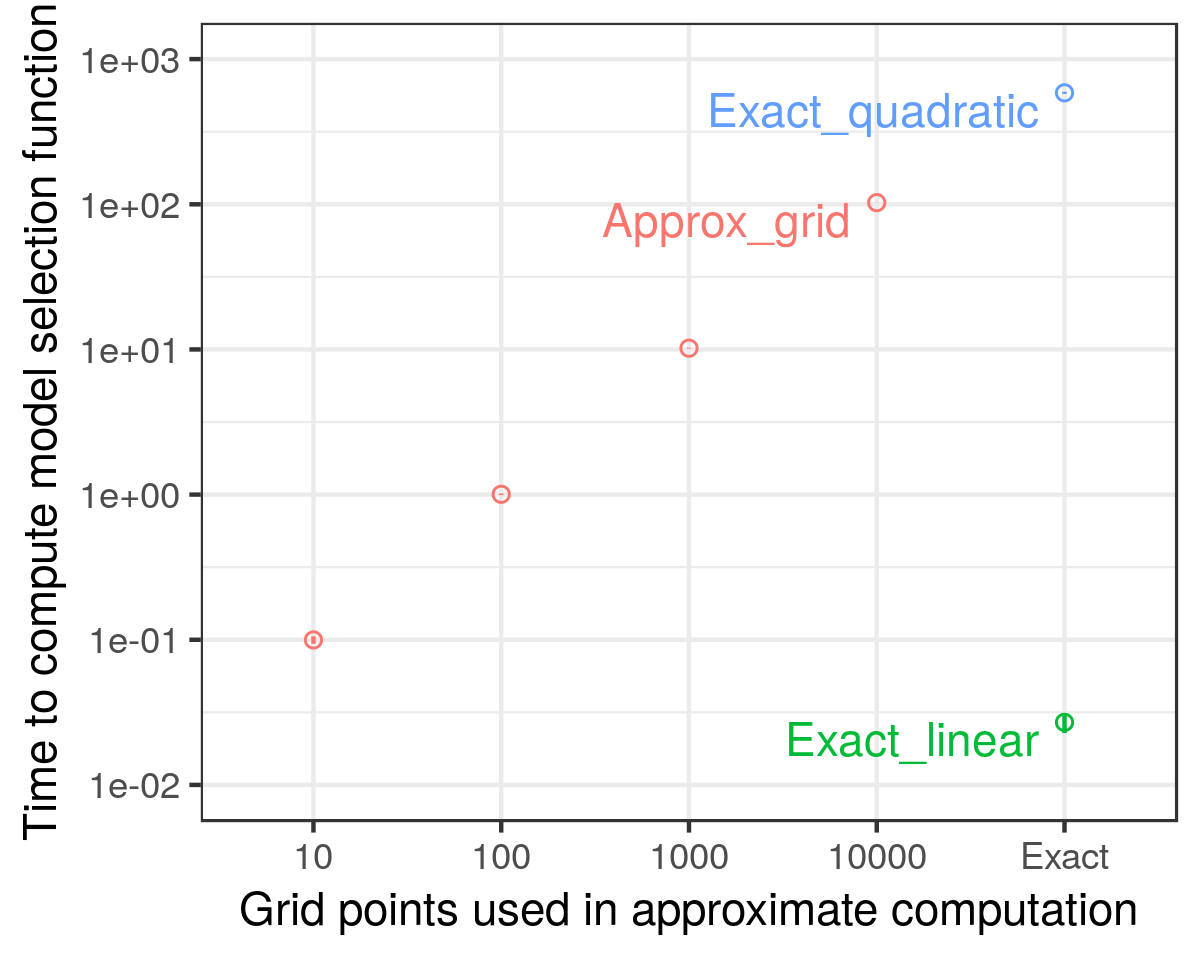 Time to compute model selection function
1e+03
1e+02
1e+01
1e+00
1e-01
1e-02
Exact_quadratic
Approx_grid
Exact_linear
10 100 1000 10000 Exact
Grid points used in approximate computation